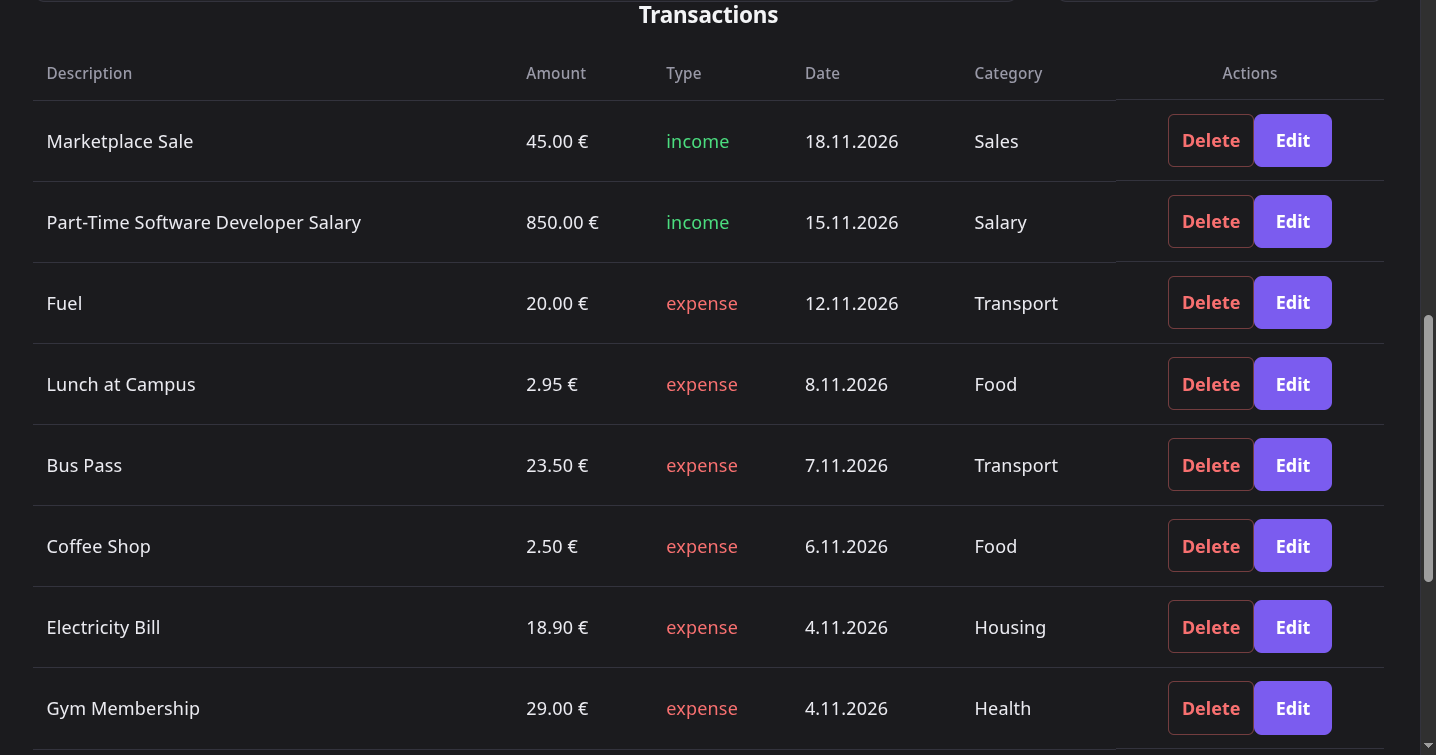 Transactions
Description Amount Type Date Category Actions
Marketplace Sale 45.00 € income 18.11.2026 Sales Delete Edit
Part-Time Software Developer Salary 850.00 € income 15.11.2026 Salary Delete Edit
Fuel 20.00 € expense 12.11.2026 Transport Delete Edit
Lunch at Campus 2.95 € expense 8.11.2026 Food Delete Edit
Bus Pass 23.50 € expense 7.11.2026 Transport Delete Edit
Coffee Shop 2.50 € expense 6.11.2026 Food Delete Edit
Electricity Bill 18.90 € expense 4.11.2026 Housing Delete Edit
Gym Membership 29.00 € expense 4.11.2026 Health Delete Edit